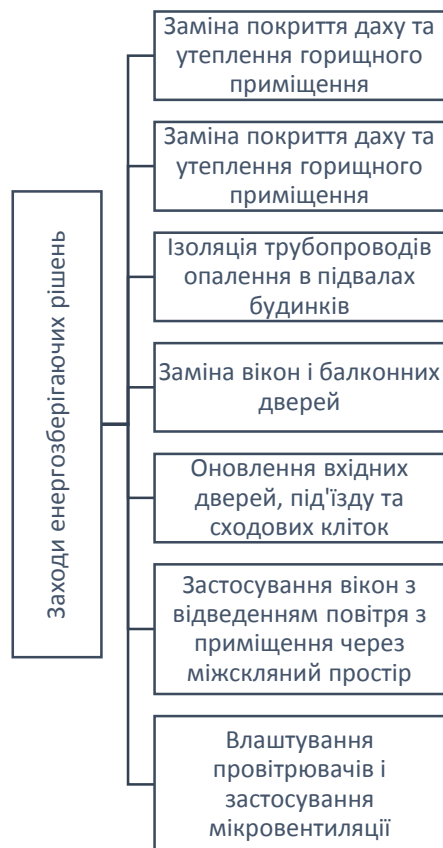 Заходи енергозберігаючих рішень
Заміна покриття даху та
утеплення горищного
приміщення
Заміна покриття даху та
утеплення горищного
приміщення
Ізоляція трубопроводів
опалення в підвалах
будинків
Заміна вікон і балконних
дверей
Оновлення вхідних
дверей, під'їзду та
сходових кліток
Застосування вікон з
відведенням повітря з
приміщення через
міжскляний простір
Влаштування
провітрювачів і
застосування
мікровентиляції